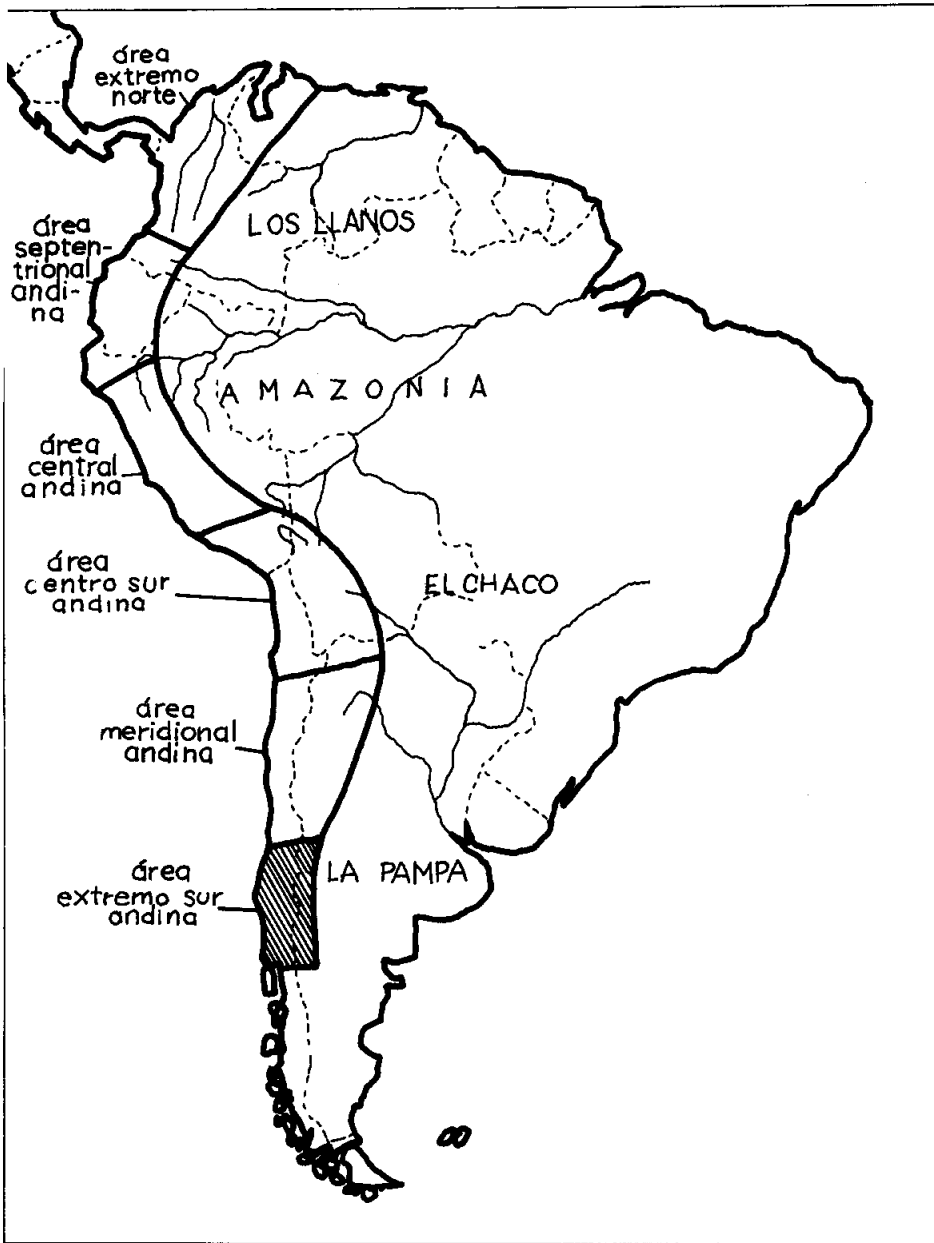 área
extremo
norte
LOS LLANOS
área
septen-
trional
andi-
na
AMAZONIA
área
central
andina
área
centro sur
andina
EL CHACO
área
meridional
andina
área
extremo sur
andina
LA PAMPA